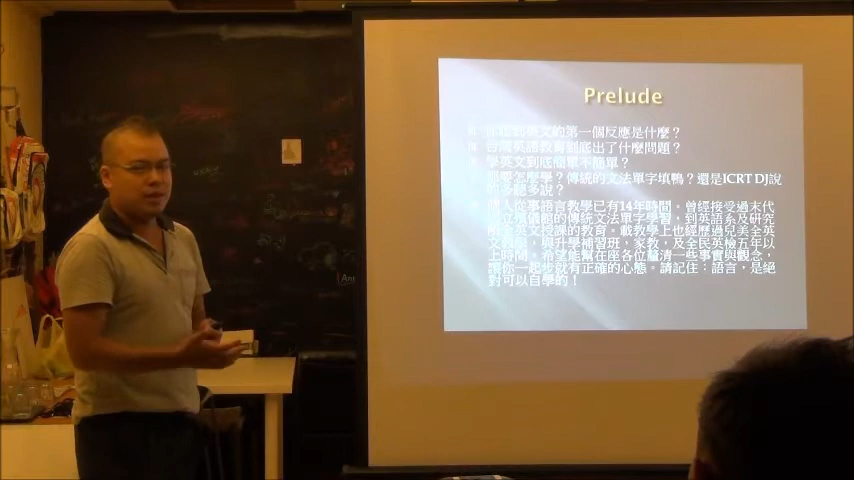 Prelude
英文的第一個反應是什麼？
台灣英語教育到底出了什麼問題？
學英文到底簡單不簡單？
到底要怎麼學？傳統的文法單字填鴨？還是ICRT DJ說
的多聽多說？
個人從事語言教學已有14年時間。曾經接受過末代
的傳統文法單字學習，到英語系及研究
所全英文授課的教育。載教學上也經歷過兒美全英
文，與升學補習班，家教，及全民英檢五年以
上時間。希望能幫在座各位釐清一些事實與觀念，
讓你一起步就有正確的心態。請記住：語言，是絕
對可以自學的！